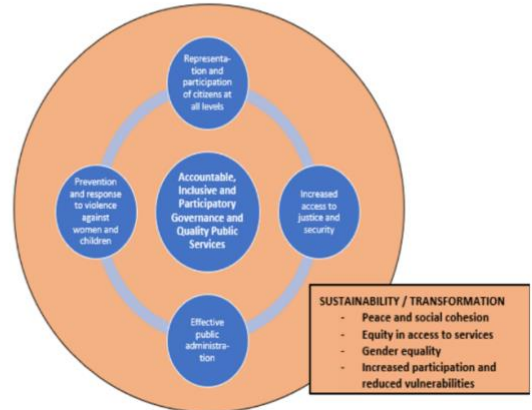 Representa-
tion and
participation
of citizens at
all levels
Prevention
and response
to violence
against
women and
children
Accountable,
Inclusive and
Participatory
Governance and
Quality Public
Services
Increased
access to
justice and
security
Effective
public
administra-
tion
SUSTAINABILITY / TRANSFORMATION
- Peace and social cohesion
- Equity in access to services
- Gender equality
- Increased participation and
reduced vulnerabilities